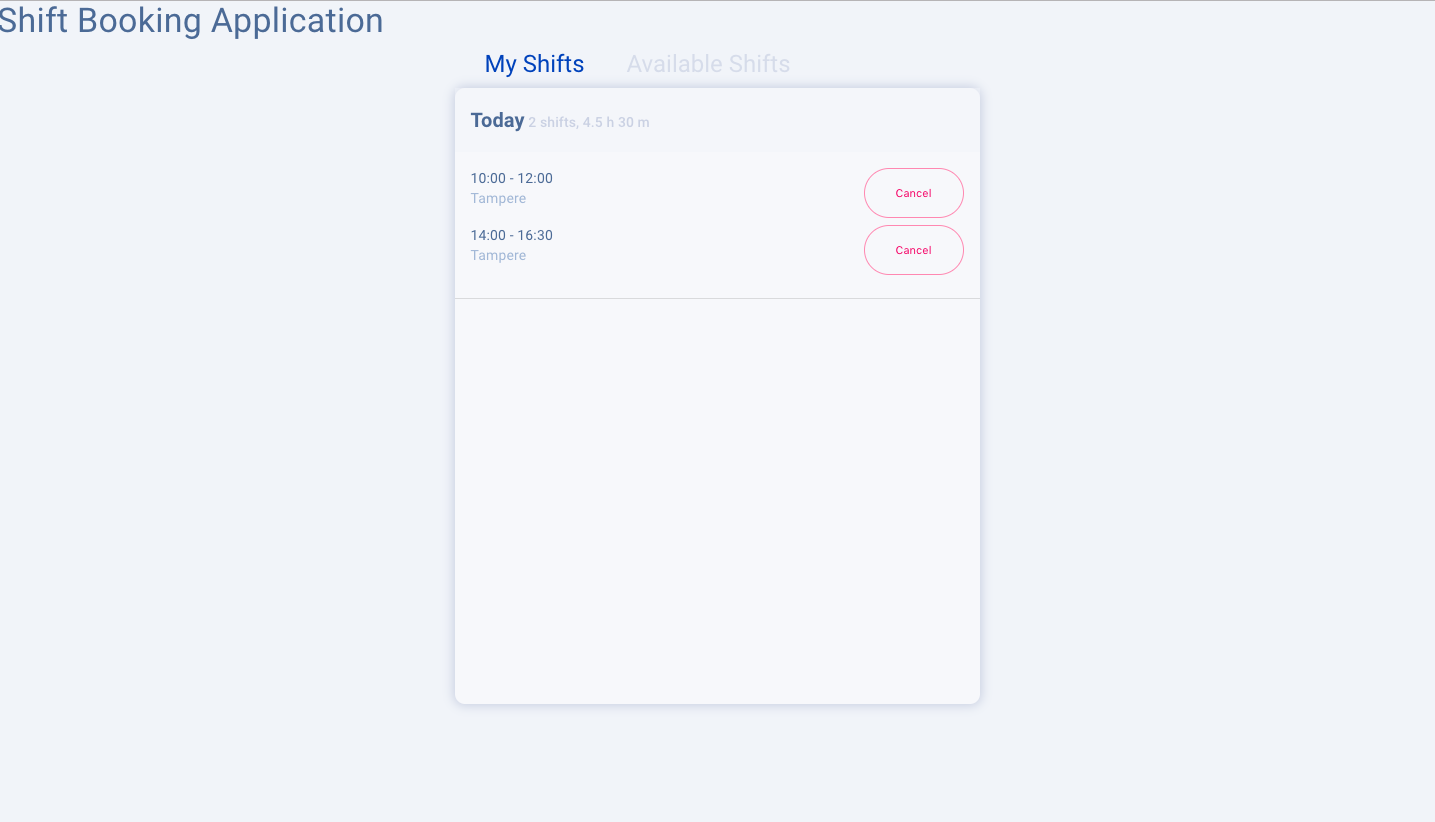 Shift Booking Application
My Shifts Available Shifts
Today 2 shifts, 4.5 h 30 m
10:00 - 12:00
Tampere
Cancel
14:00 - 16:30
Tampere
Cancel